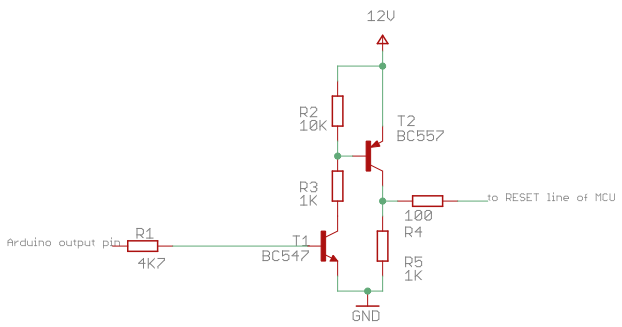 12V
R2
10K
T2
BC557
R3
1K
to RESET line of MCU
100
R4
Arduino output pin
R1
4K7
T1
BC547
R5
1K
GND